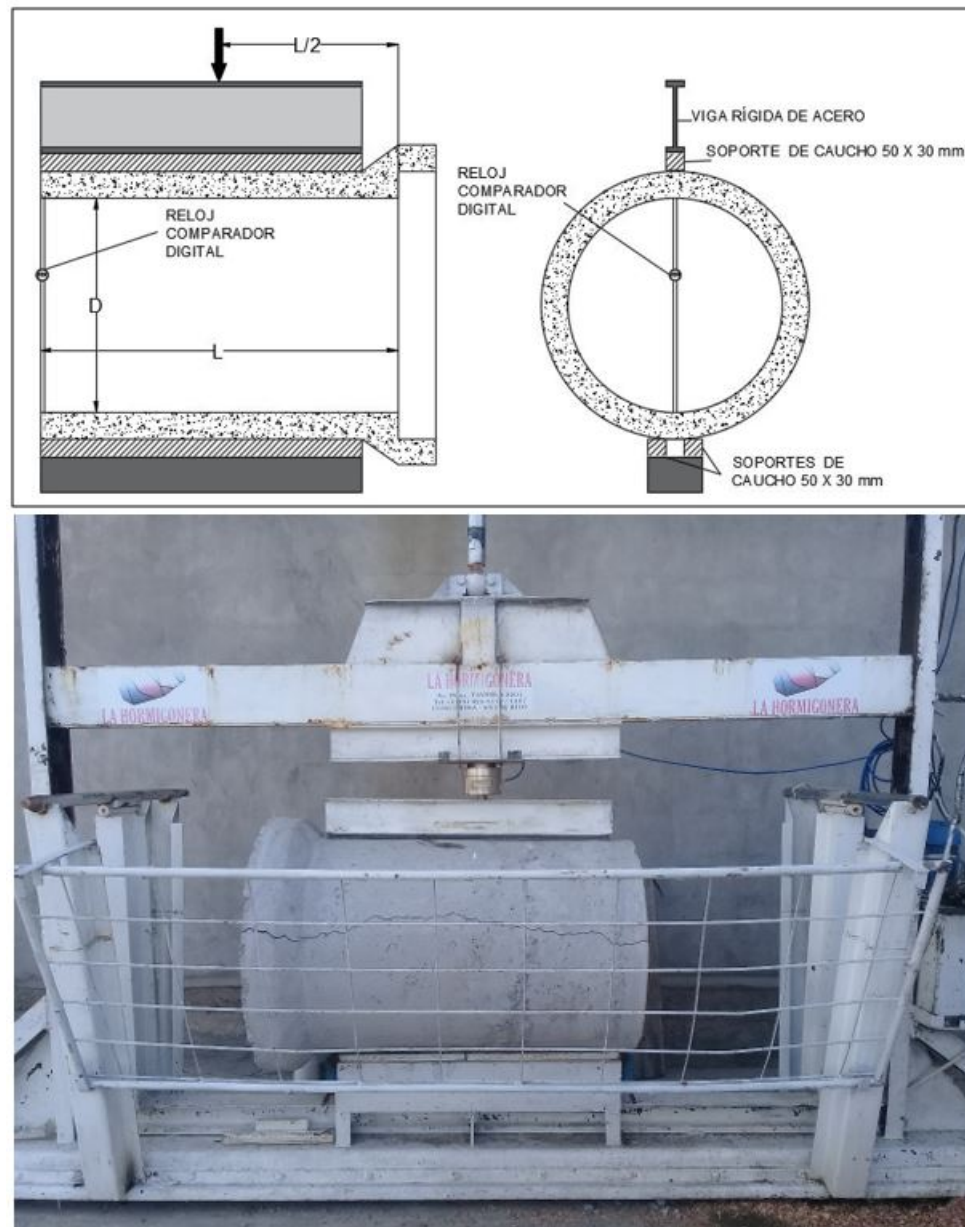 L/2
RELOJ
COMPARADOR
DIGITAL
D
L
VIGA RÍGIDA DE ACERO
SOPORTE DE CAUCHO 50 X 30 mm
RELOJ
COMPARADOR
DIGITAL
SOPORTES DE
CAUCHO 50 X 30 mm
LA HORMIGONERA
LA HORMIGONERA
LA HORMIGONERA